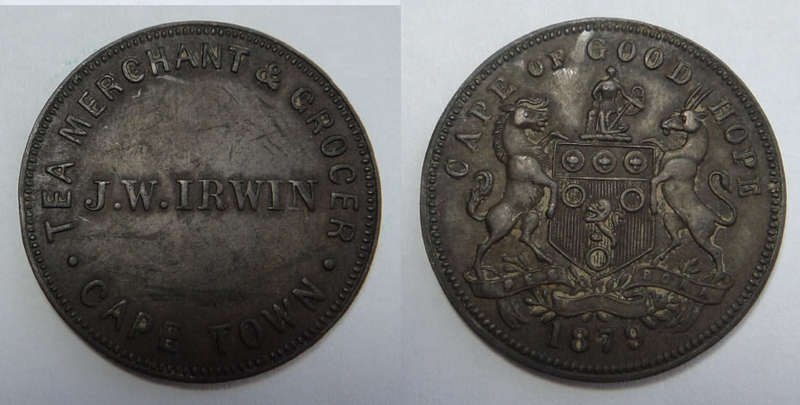 TEA MERCHANT & GROCER
J.W.IRWIN
CAPE TOWN
CAPE OF GOOD HOPE
1879